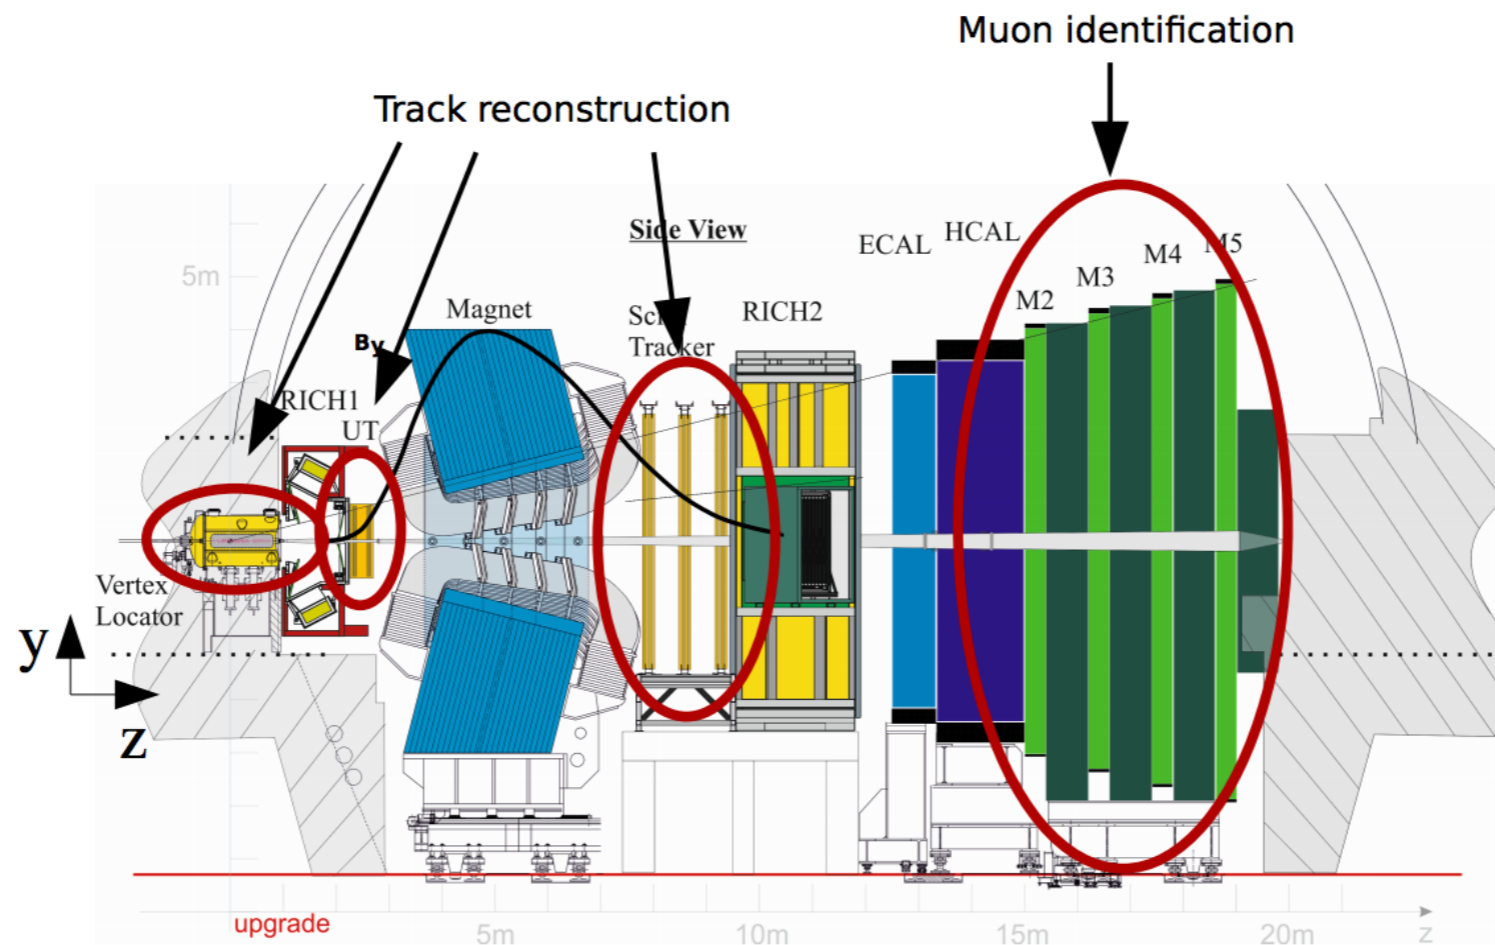 Muon identification
Track reconstruction
Side View
ECAL
HCAL
M5
M4
M3
M2
5m
Magnet
RICH2
Tracker
By
RICH1
UT
Vertex
Locator
y
z
upgrade
5m
10m
15m
20m
z